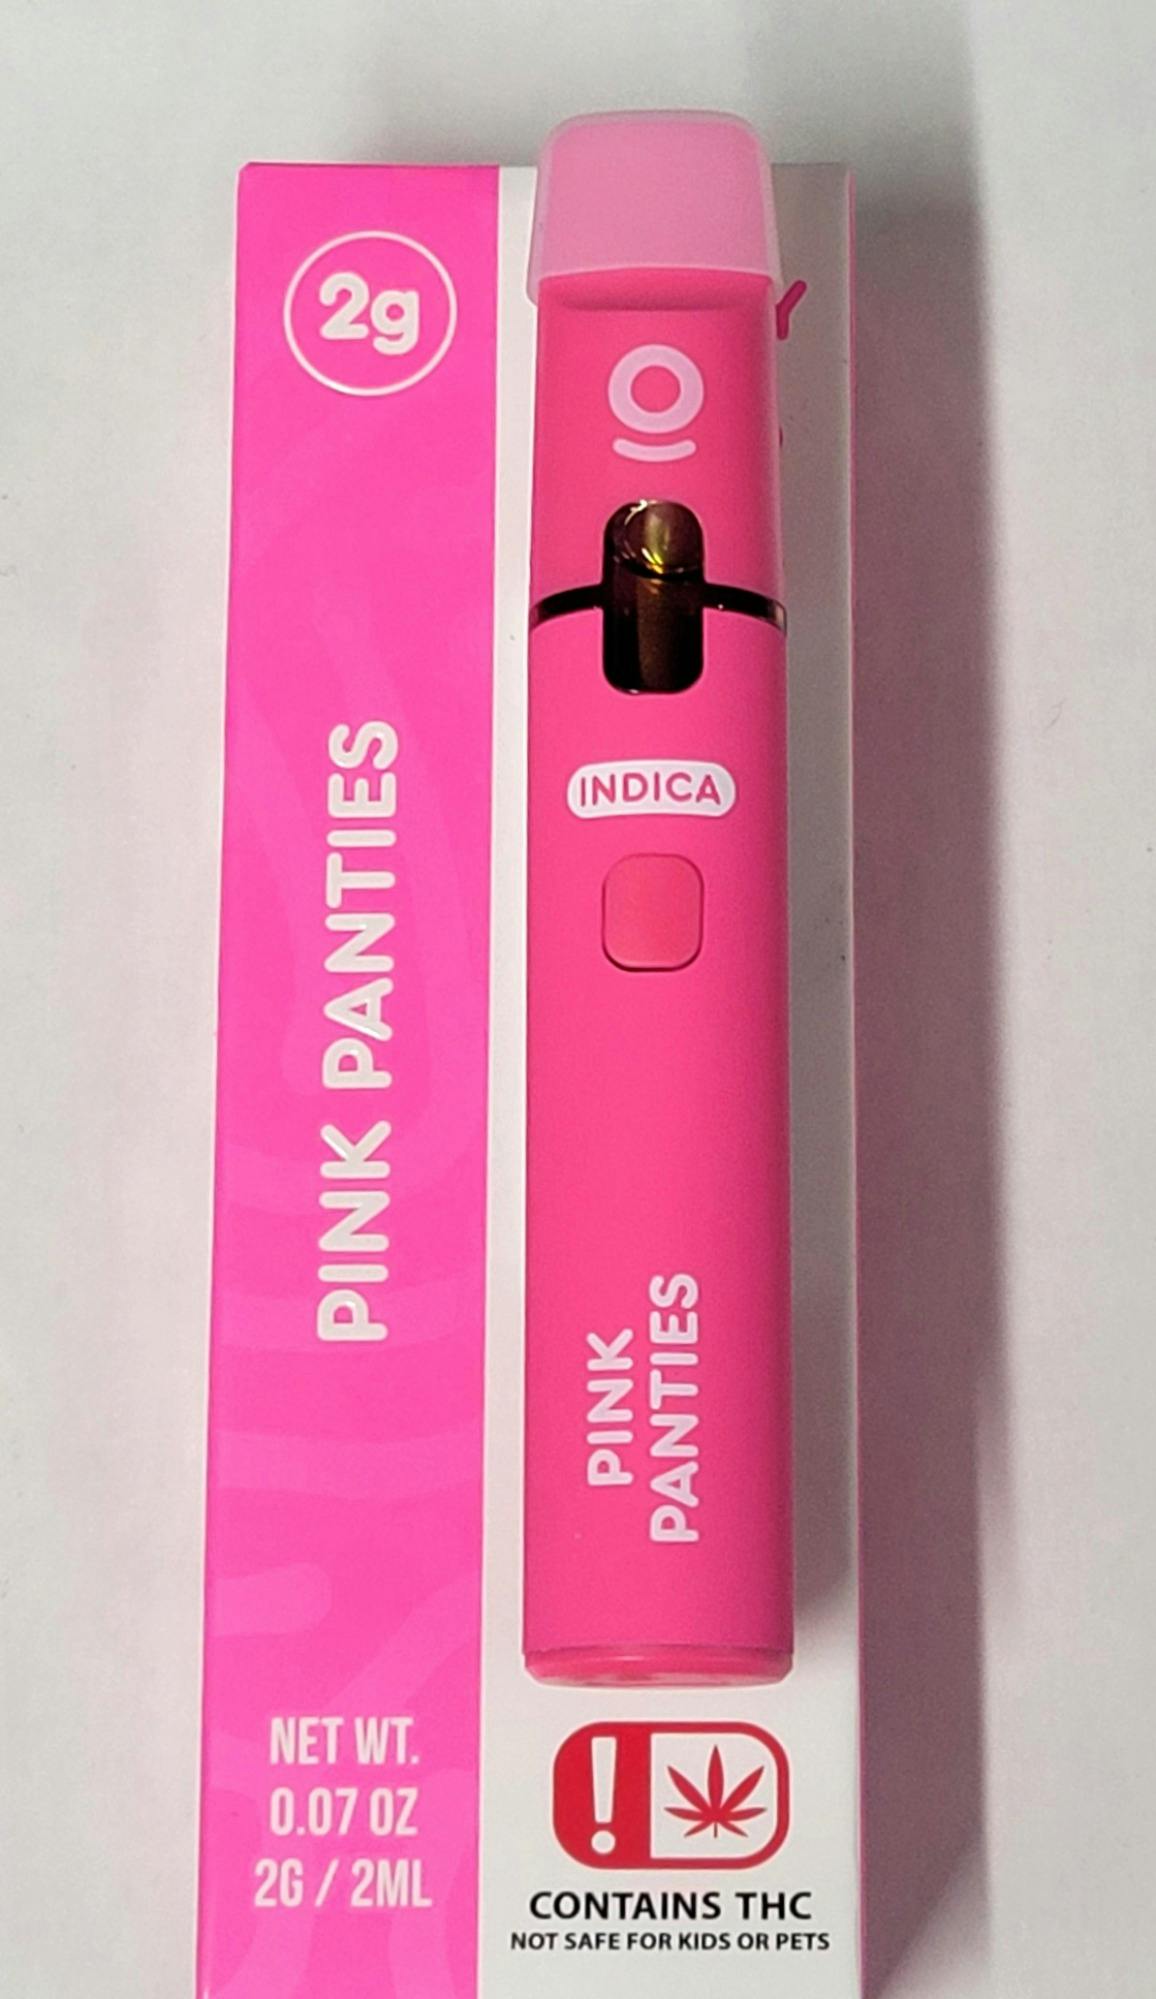 2g
PINK PANTIES
NET WT.
0.07 OZ
2G / 2ML
INDICA
PINK
PANTIES
Y
CONTAINS THC
NOT SAFE FOR KIDS OR PETS